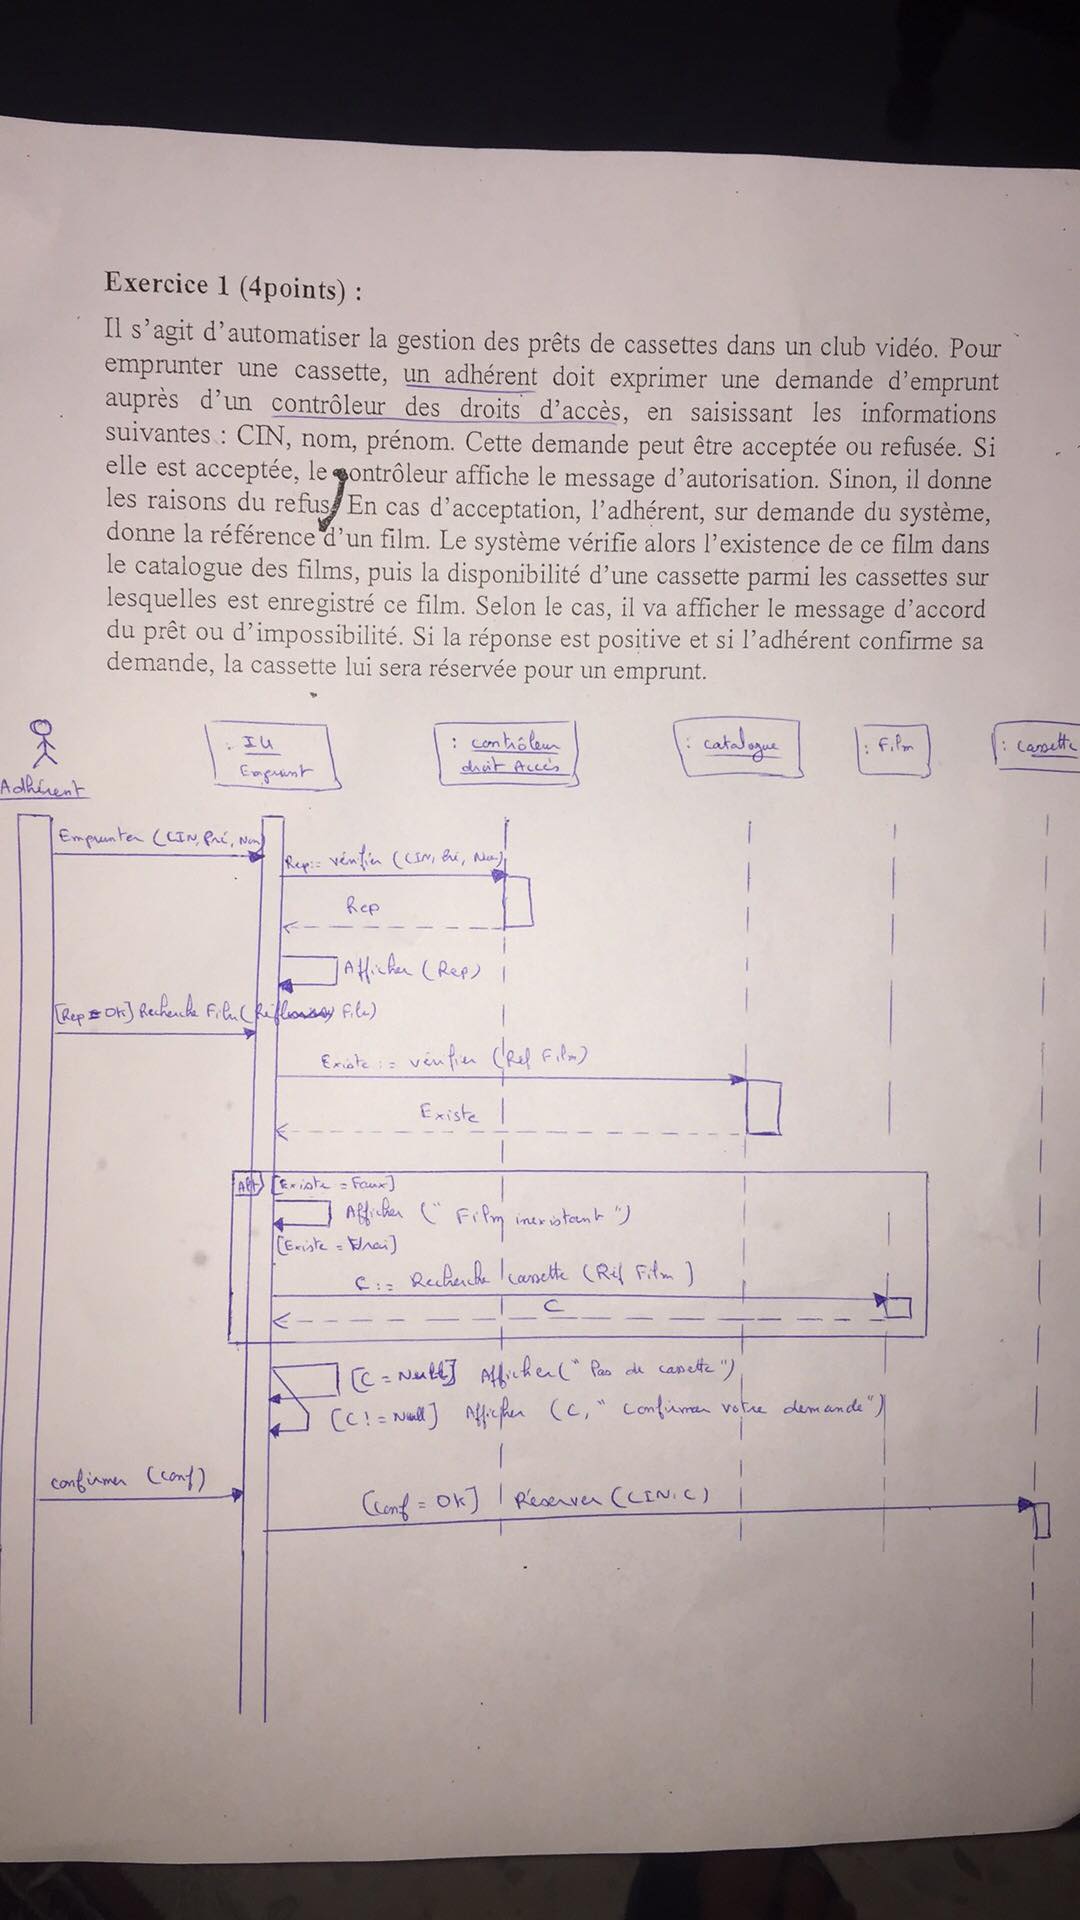 Exercice 1 (4points) :
Il s'agit d'automatiser la gestion des prêts de cassettes dans un club vidéo. Pour
emprunter une cassette, un adhérent doit exprimer une demande d'emprunt
auprès d'un contrôleur des droits d'accès, en saisissant les informations
suivantes : CIN, nom, prénom. Cette demande peut être acceptée ou refusée. Si
elle est acceptée, le contrôleur affiche le message d'autorisation. Sinon, il donne
les raisons du refus. En cas d'acceptation, l'adhérent, sur demande du système,
donne la référence d'un film. Le système vérifie alors l'existence de ce film dans
le catalogue des films, puis la disponibilité d'une cassette parmi les cassettes sur
lesquelles est enregistré ce film. Selon le cas, il va afficher le message d'accord
du prêt ou d'impossibilité. Si la réponse est positive et si l'adhérent confirme sa
demande, la cassette lui sera réservée pour un emprunt.
Adhérent
: IU
Emprunt
: contrôleur
droit Accès
: catalogue
: Film
: cassette
Emprunter (CIN, Pré, Nom)
Rep:= vérifier (CIN, Pré, Nom)
Rep
Afficher (Rep)
[Rep = OK] Recherche Film (Réf Film)
Existe := vérifier (Réf Film)
Existe
Alt
[Existe = Faux]
Afficher (" Film inexistant ")
[Existe = Vrai]
C := Recherche cassette (Réf Film)
C
[C = Null] Afficher (" Pas de cassette ")
[C != Null] Afficher (C, " Confirmer votre demande ")
confirmer (conf)
[conf = OK] Réserver (CIN, C)